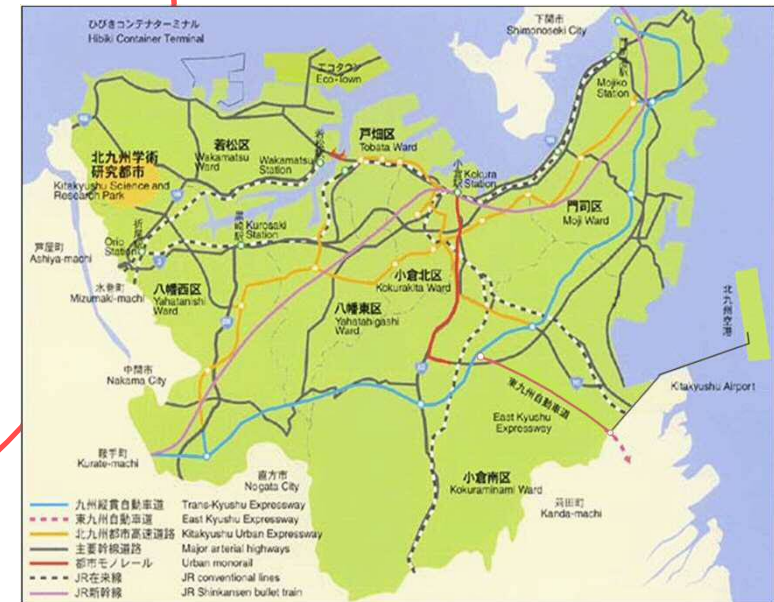 ひびきコンテナターミナル
Hibiki Container Terminal
下関市
Shimonoseki City
エコタウン
Eco-Town
門司港駅
Mojiko
Station
若松区
Wakamatsu
Ward
若松駅
Wakamatsu
Station
戸畑区
Tobata Ward
小倉駅
Kokura
Station
北九州学術
研究都市
Kitakyushu Science and
Research Park
門司区
Moji Ward
折尾駅
Orio
Station
黒崎駅
Kurosaki
Station
芦屋町
Ashiya-machi
水巻町
Mizumaki-machi
八幡西区
Yahatanishi
Ward
小倉北区
Kokurakita Ward
八幡東区
Yahatahigashi
Ward
北九州空港
Kitakyushu Airport
中間市
Nakama City
東九州自動車道
East Kyushu
Expressway
鞍手町
Kurate-machi
直方市
Nogata City
小倉南区
Kokuraminami Ward
苅田町
Kanda-machi
九州縦貫自動車道 Trans-Kyushu Expressway
東九州自動車道 East Kyushu Expressway
北九州都市高速道路 Kitakyushu Urban Expressway
主要幹線道路 Major arterial highways
都市モノレール Urban monorail
JR在来線 JR conventional lines
JR新幹線 JR Shinkansen bullet train